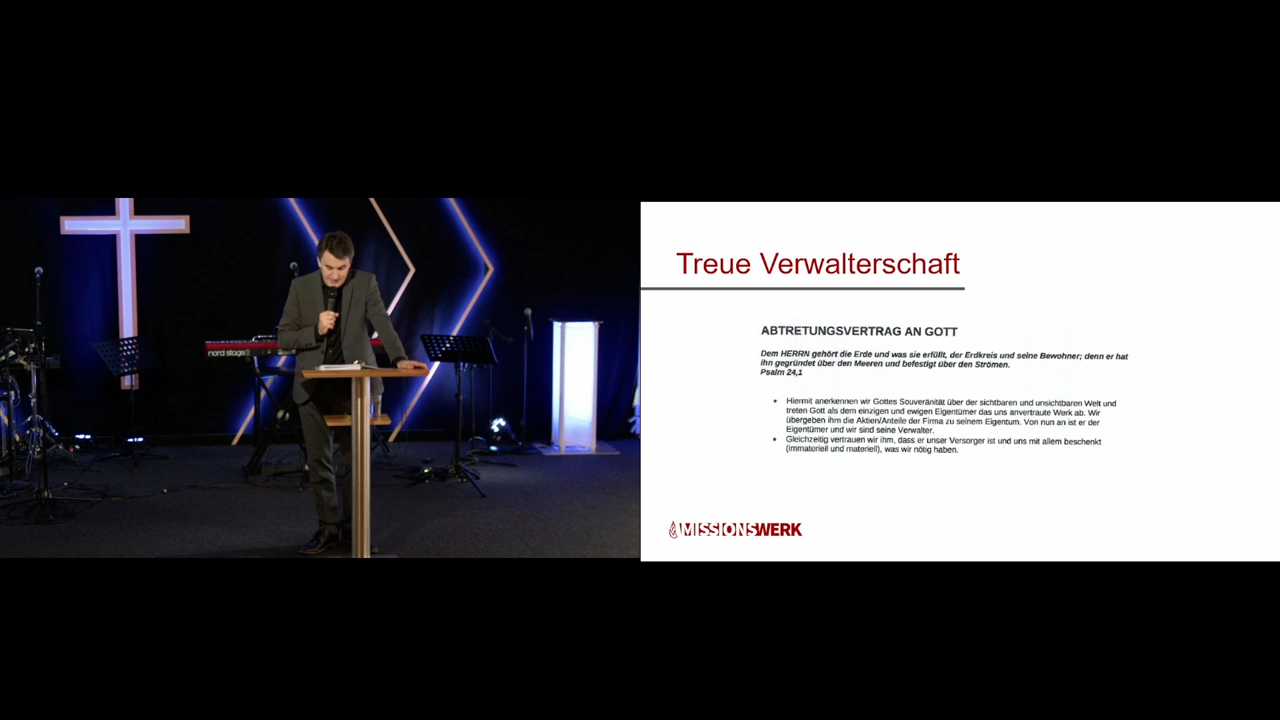 nord stage
Treue Verwalterschaft
ABTRETUNGSVERTRAG AN GOTT
Dem HERRN gehört die Erde und was sie erfüllt, der Erdkreis und seine Bewohner; denn er hat
ihn gegründet über den Meeren und befestigt über den Strömen.
Psalm 24,1
• Hiermit anerkennen wir Gottes Souveränität über der sichtbaren und unsichtbaren Welt und
treten Gott als dem einzigen und ewigen Eigentümer das uns anvertraute Werk ab. Wir
übergeben ihm die Aktien/Anteile der Firma zu seinem Eigentum. Von nun an ist er der
Eigentümer und wir sind seine Verwalter.
• Gleichzeitig vertrauen wir ihm, dass er unser Versorger ist und uns mit allem beschenkt
(immateriell und materiell), was wir nötig haben.
MISSIONSWERK